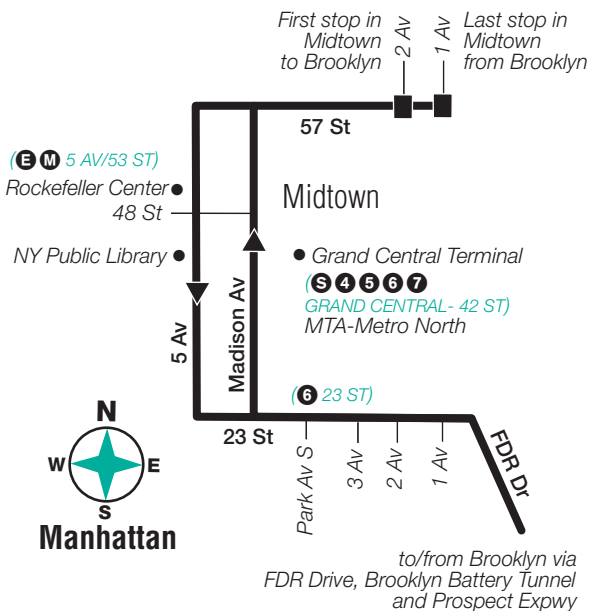 First stop in
Midtown
to Brooklyn
2 Av
1 Av
Last stop in
Midtown
from Brooklyn
57 St
(E M 5 AV/53 ST)
Rockefeller Center
48 St
Midtown
NY Public Library
Grand Central Terminal
(S 4 5 6 7
GRAND CENTRAL- 42 ST)
MTA-Metro North
5 Av
Madison Av
(6 23 ST)
23 St
Park Av S
3 Av
2 Av
1 Av
FDR Dr
N
W
E
S
Manhattan
to/from Brooklyn via
FDR Drive, Brooklyn Battery Tunnel
and Prospect Expwy